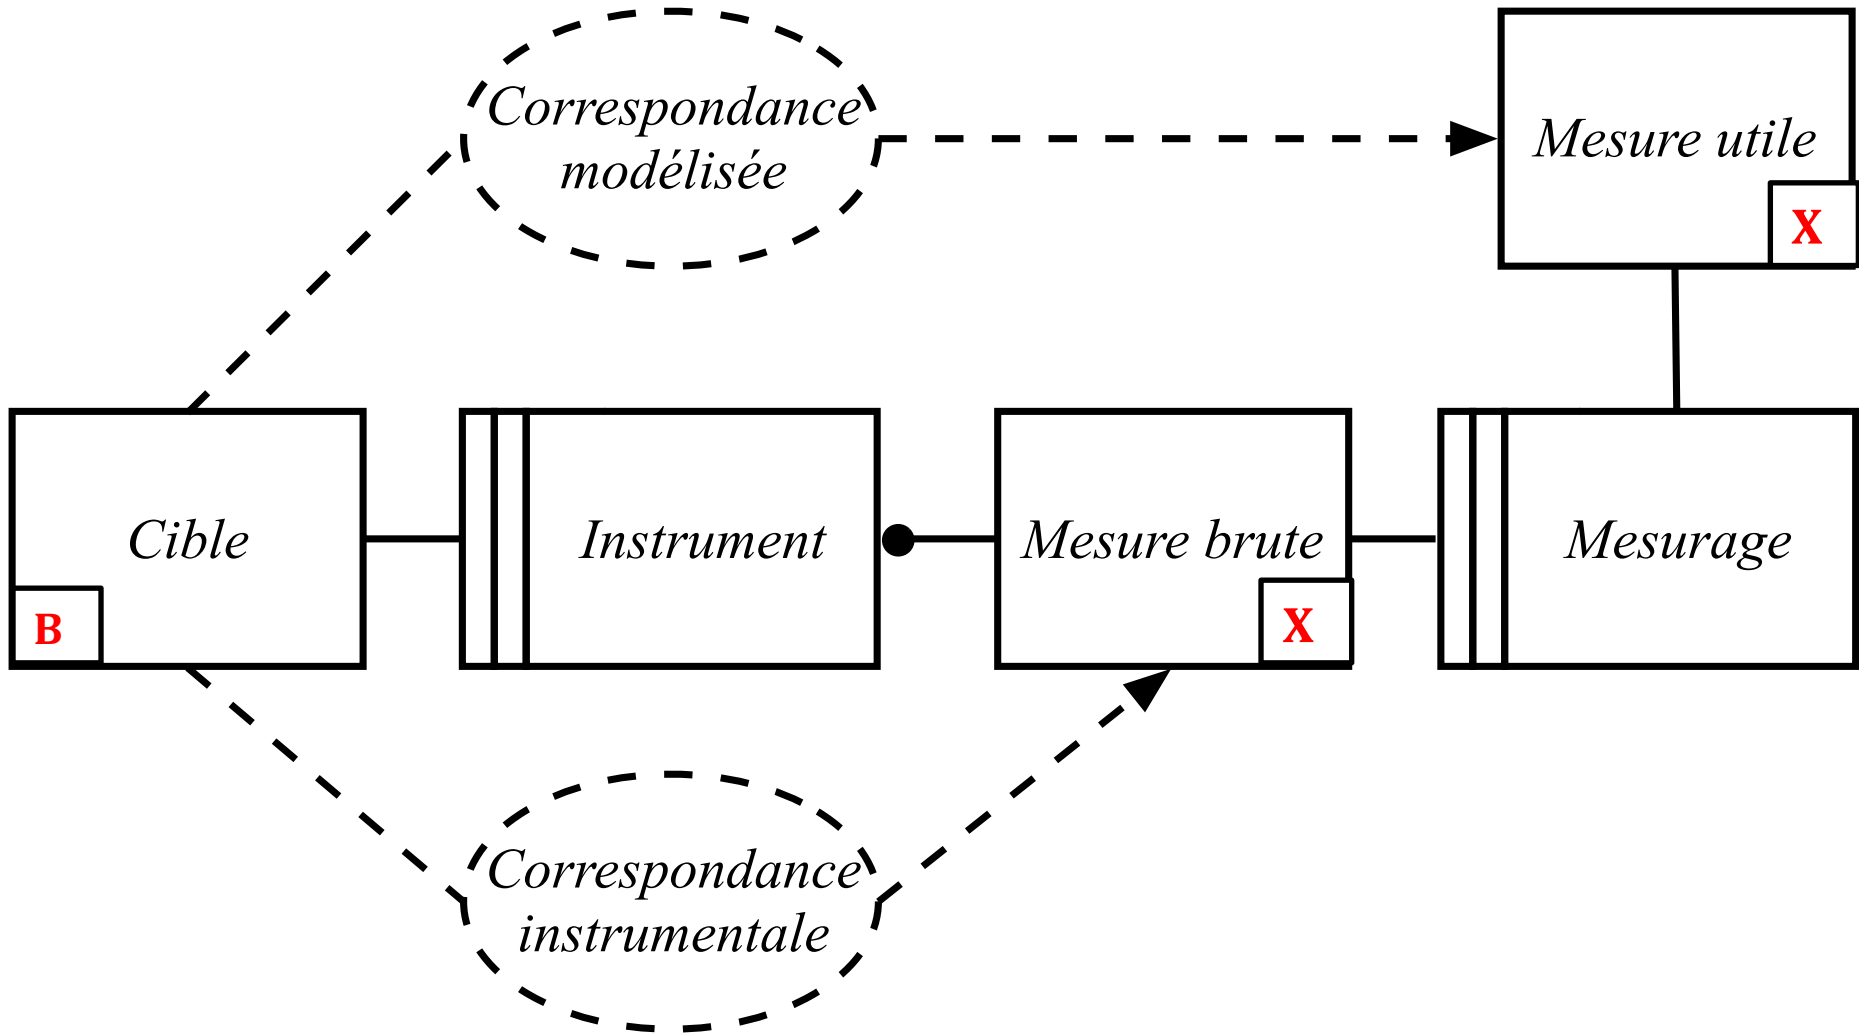 Correspondance
modélisée
Mesure utile
X
Cible
B
Instrument
Mesure brute
X
Mesurage
Correspondance
instrumentale